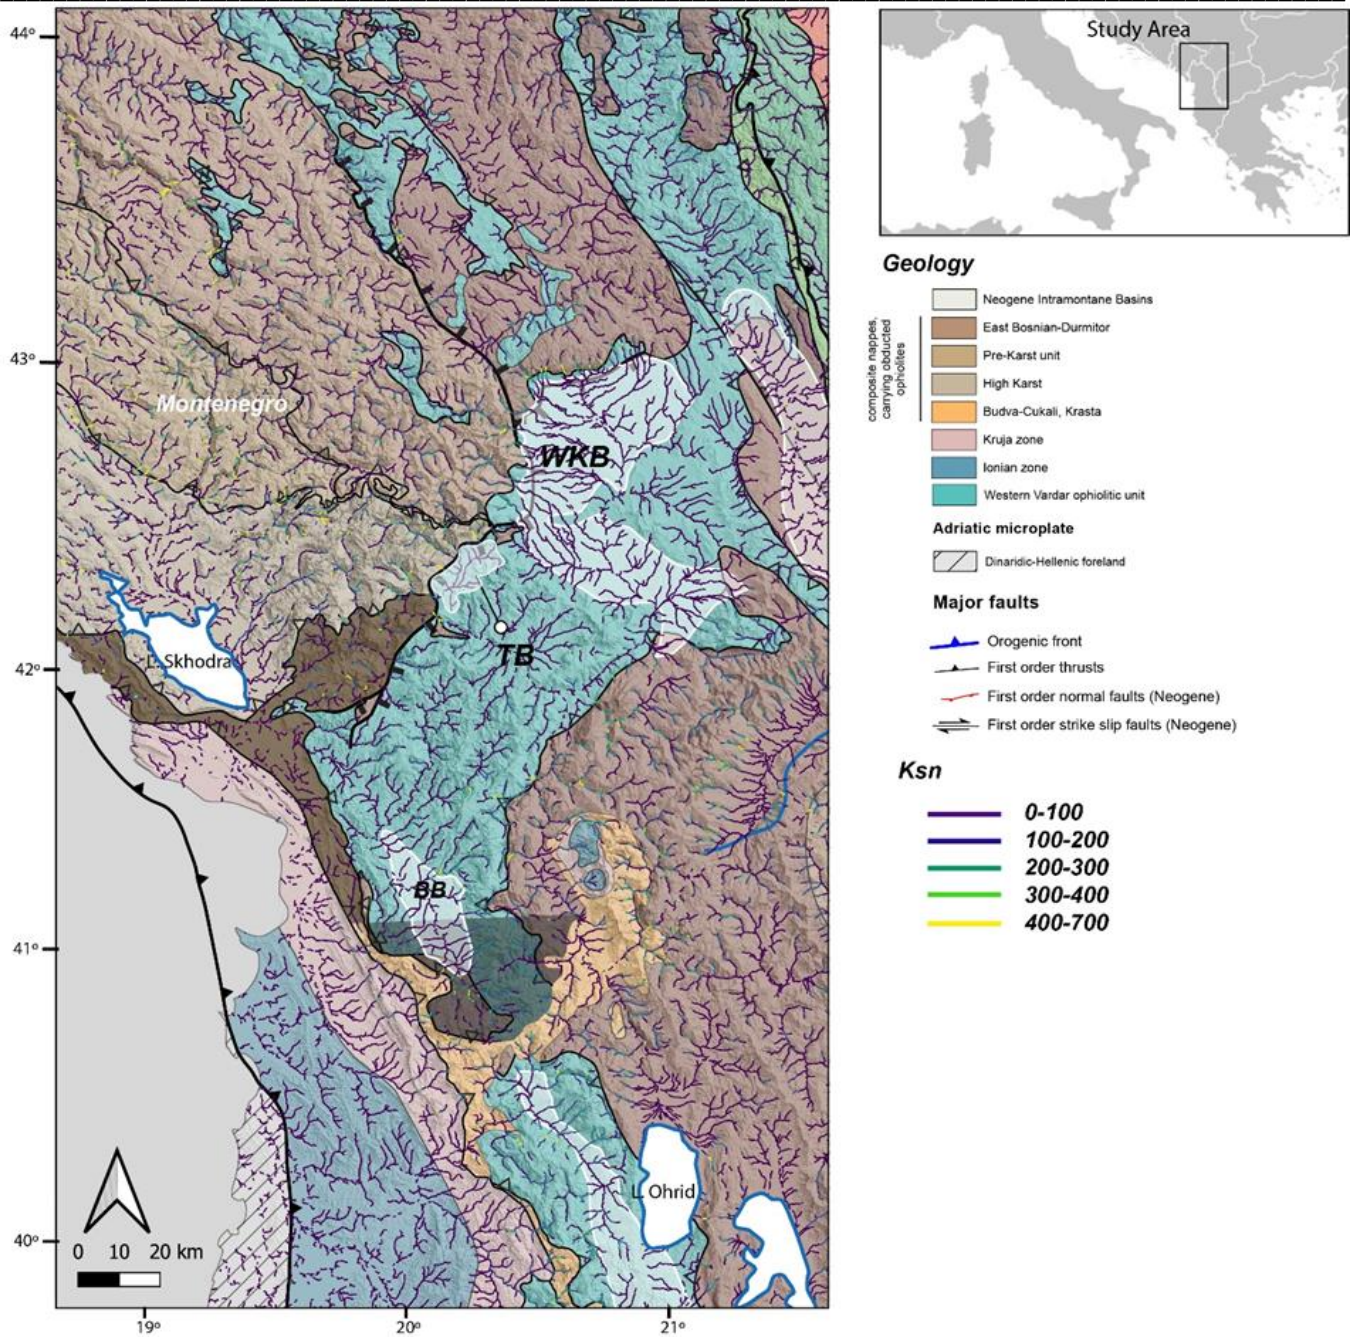 44°
43°
42°
41°
40°
19°
20°
21°
Montenegro
WKB
TB
L. Skhodra
BB
L. Ohrid
0 10 20 km
Study Area
Geology
composite nappes,
carrying obducted
ophiolites
Neogene Intramontane Basins
East Bosnian-Durmitor
Pre-Karst unit
High Karst
Budva-Cukali, Krasta
Kruja zone
Ionian zone
Western Vardar ophiolitic unit
Adriatic microplate
Dinaridic-Hellenic foreland
Major faults
Orogenic front
First order thrusts
First order normal faults (Neogene)
First order strike slip faults (Neogene)
Ksn
0-100
100-200
200-300
300-400
400-700